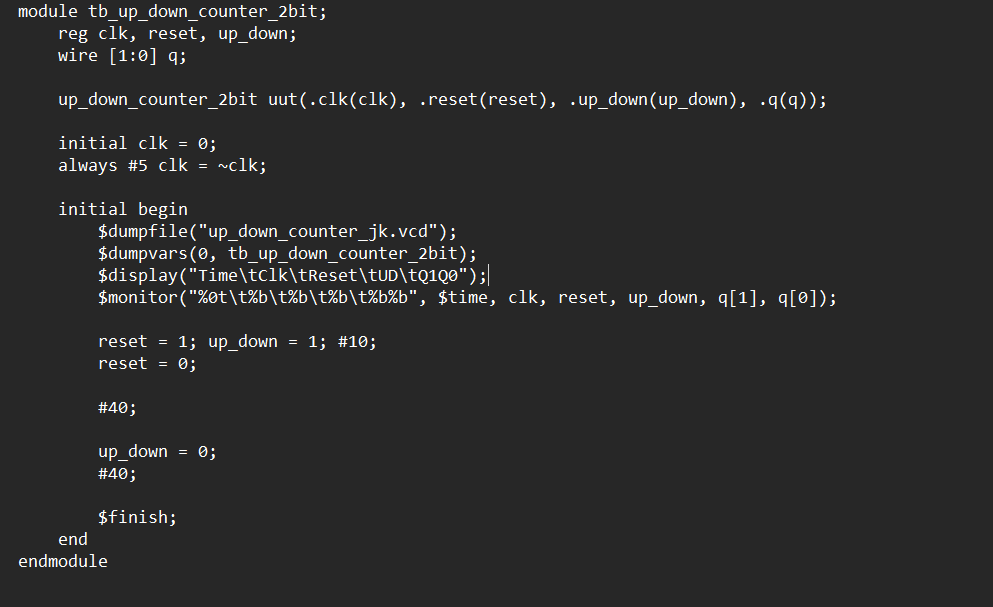 module tb_up_down_counter_2bit;
    reg clk, reset, up_down;
    wire [1:0] q;

    up_down_counter_2bit uut(.clk(clk), .reset(reset), .up_down(up_down), .q(q));

    initial clk = 0;
    always #5 clk = ~clk;

    initial begin
        $dumpfile("up_down_counter_jk.vcd");
        $dumpvars(0, tb_up_down_counter_2bit);
        $display("Time\tClk\tReset\tUD\tQ1Q0");
        $monitor("%0t\t%b\t%b\t%b\t%b%b", $time, clk, reset, up_down, q[1], q[0]);

        reset = 1; up_down = 1; #10;
        reset = 0;

        #40;

        up_down = 0;
        #40;

        $finish;
    end
endmodule